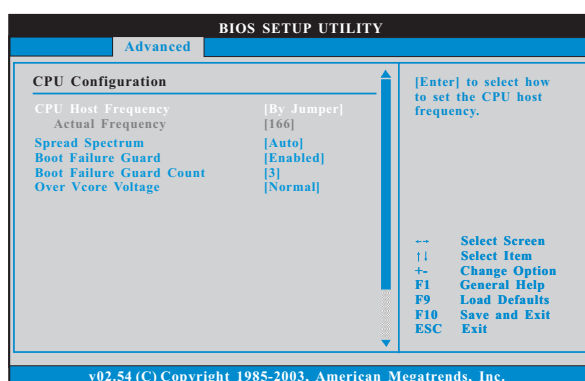 BIOS SETUP UTILITY
Advanced
CPU Configuration
CPU Host Frequency [By Jumper]
Actual Frequency [166]
Spread Spectrum [Auto]
Boot Failure Guard [Enabled]
Boot Failure Guard Count [3]
Over Vcore Voltage [Normal]
[Enter] to select how
to set the CPU host
frequency.
←→ Select Screen
↑↓ Select Item
+- Change Option
F1 General Help
F9 Load Defaults
F10 Save and Exit
ESC Exit
v02.54 (C) Copyright 1985-2003, American Megatrends, Inc.